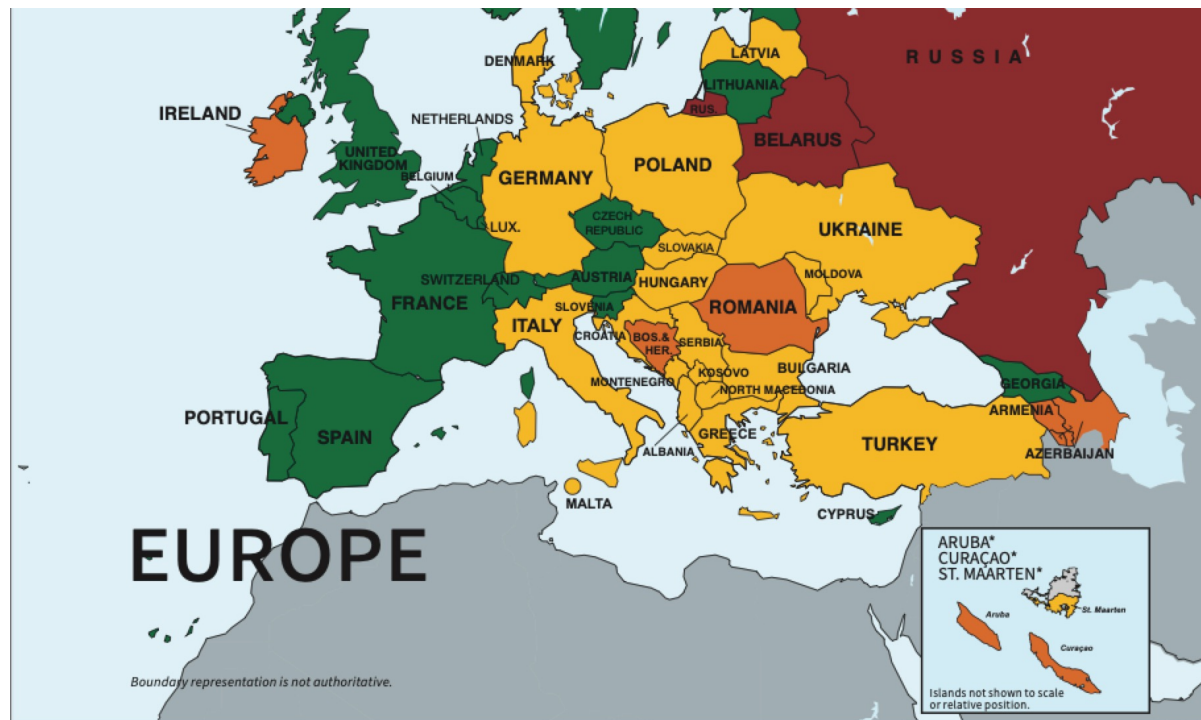 RUSSIA
LATVIA
DENMARK
LITHUANIA
RUS.
IRELAND
NETHERLANDS
BELARUS
UNITED
KINGDOM
POLAND
BELGIUM
GERMANY
CZECH
REPUBLIC
LUX.
UKRAINE
SLOVAKIA
SWITZERLAND
AUSTRIA
HUNGARY
MOLDOVA
FRANCE
SLOVENIA
ROMANIA
ITALY
CROATIA
BOS.&
HER.
SERBIA
KOSOVO
BULGARIA
MONTENEGRO
NORTH MACEDONIA
GEORGIA
PORTUGAL
SPAIN
ARMENIA
GREECE
TURKEY
ALBANIA
AZERBAIJAN
MALTA
CYPRUS
EUROPE
ARUBA*
CURAÇAO*
ST. MAARTEN*
St. Maarten
Aruba
Curaçao
Islands not shown to scale
or relative position.
Boundary representation is not authoritative.